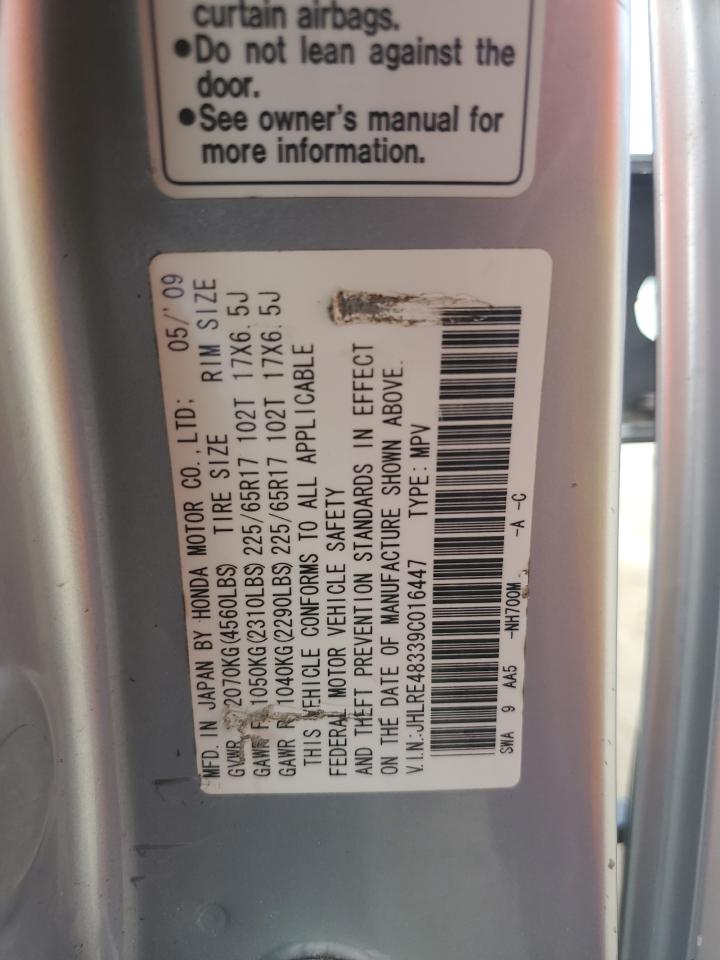 curtain airbags.
●Do not lean against the
door.
●See owner's manual for
more information.
MFD. IN JAPAN BY HONDA MOTOR CO., LTD: 05/'09
GVWR 2070KG(4560LBS) TIRE SIZE RIM SIZE
GAWR F 1050KG(2310LBS) 225/65R17 102T 17X6.5J
GAWR R 1040KG(2290LBS) 225/65R17 102T 17X6.5J
THIS VEHICLE CONFORMS TO ALL APPLICABLE
FEDERAL MOTOR VEHICLE SAFETY
AND THEFT PREVENTION STANDARDS IN EFFECT
ON THE DATE OF MANUFACTURE SHOWN ABOVE.
V.I.N.:JHLRE48339C016447 TYPE:MPV
SWA 9 AA5 -NH700M -A -C